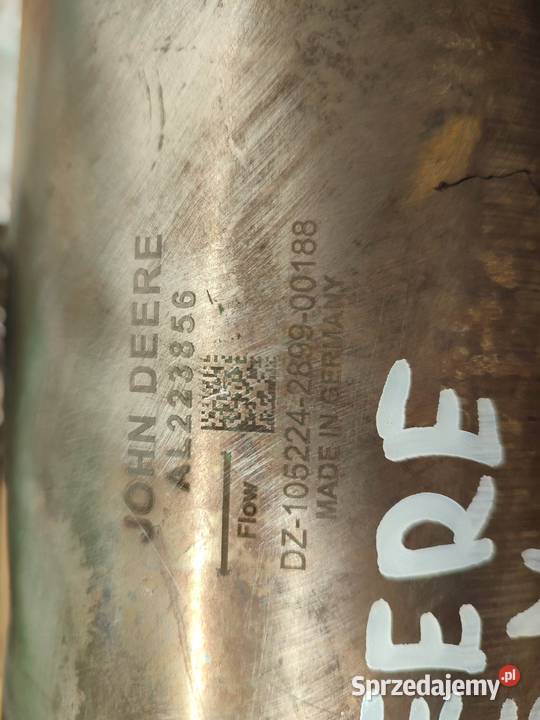 JOHN DEERE
AL223856
Flow
DZ-105224-2899-00188
MADE IN GERMANY
ERE
Sprzedajemy.pl